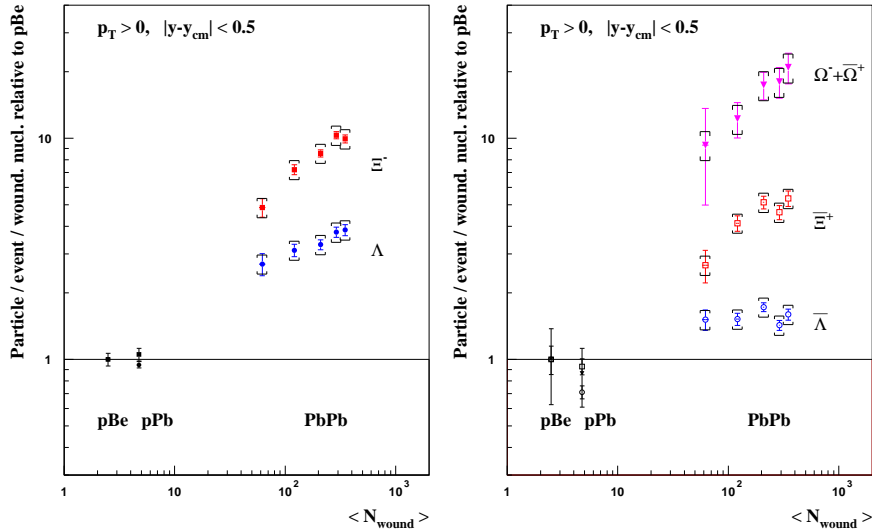 Particle / event / wound. nucl. relative to pBe
p_T > 0, |y-y_cm| < 0.5
10
1
Ξ⁻
Λ
pBe pPb PbPb
1 10 10² 10³
< N_wound >
Particle / event / wound. nucl. relative to pBe
p_T > 0, |y-y_cm| < 0.5
10
1
Ω⁻+Ω̅⁺
Ξ̅⁺
Λ̅
pBe pPb PbPb
1 10 10² 10³
< N_wound >